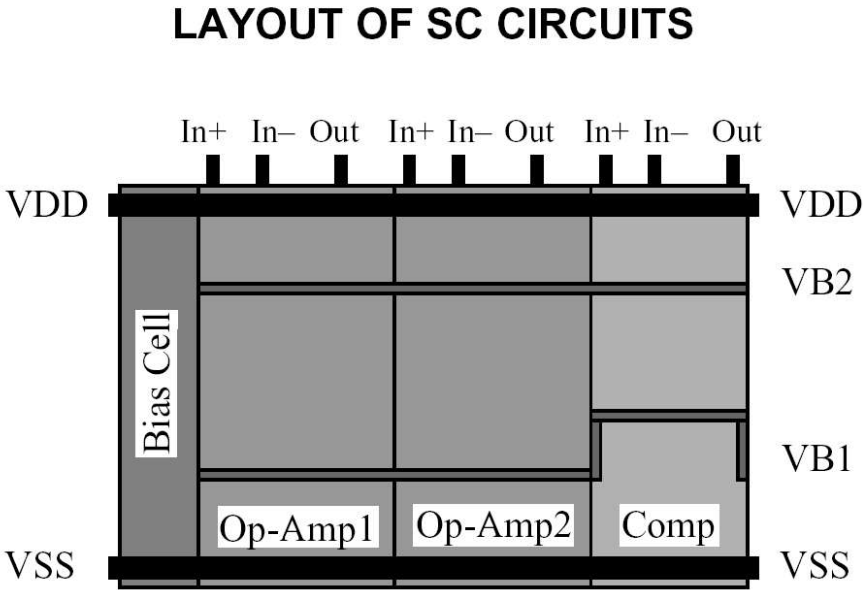 LAYOUT OF SC CIRCUITS
In+ In– Out In+ In– Out In+ In– Out
VDD VDD
VB2
Bias Cell
VB1
Op-Amp1 Op-Amp2 Comp
VSS VSS